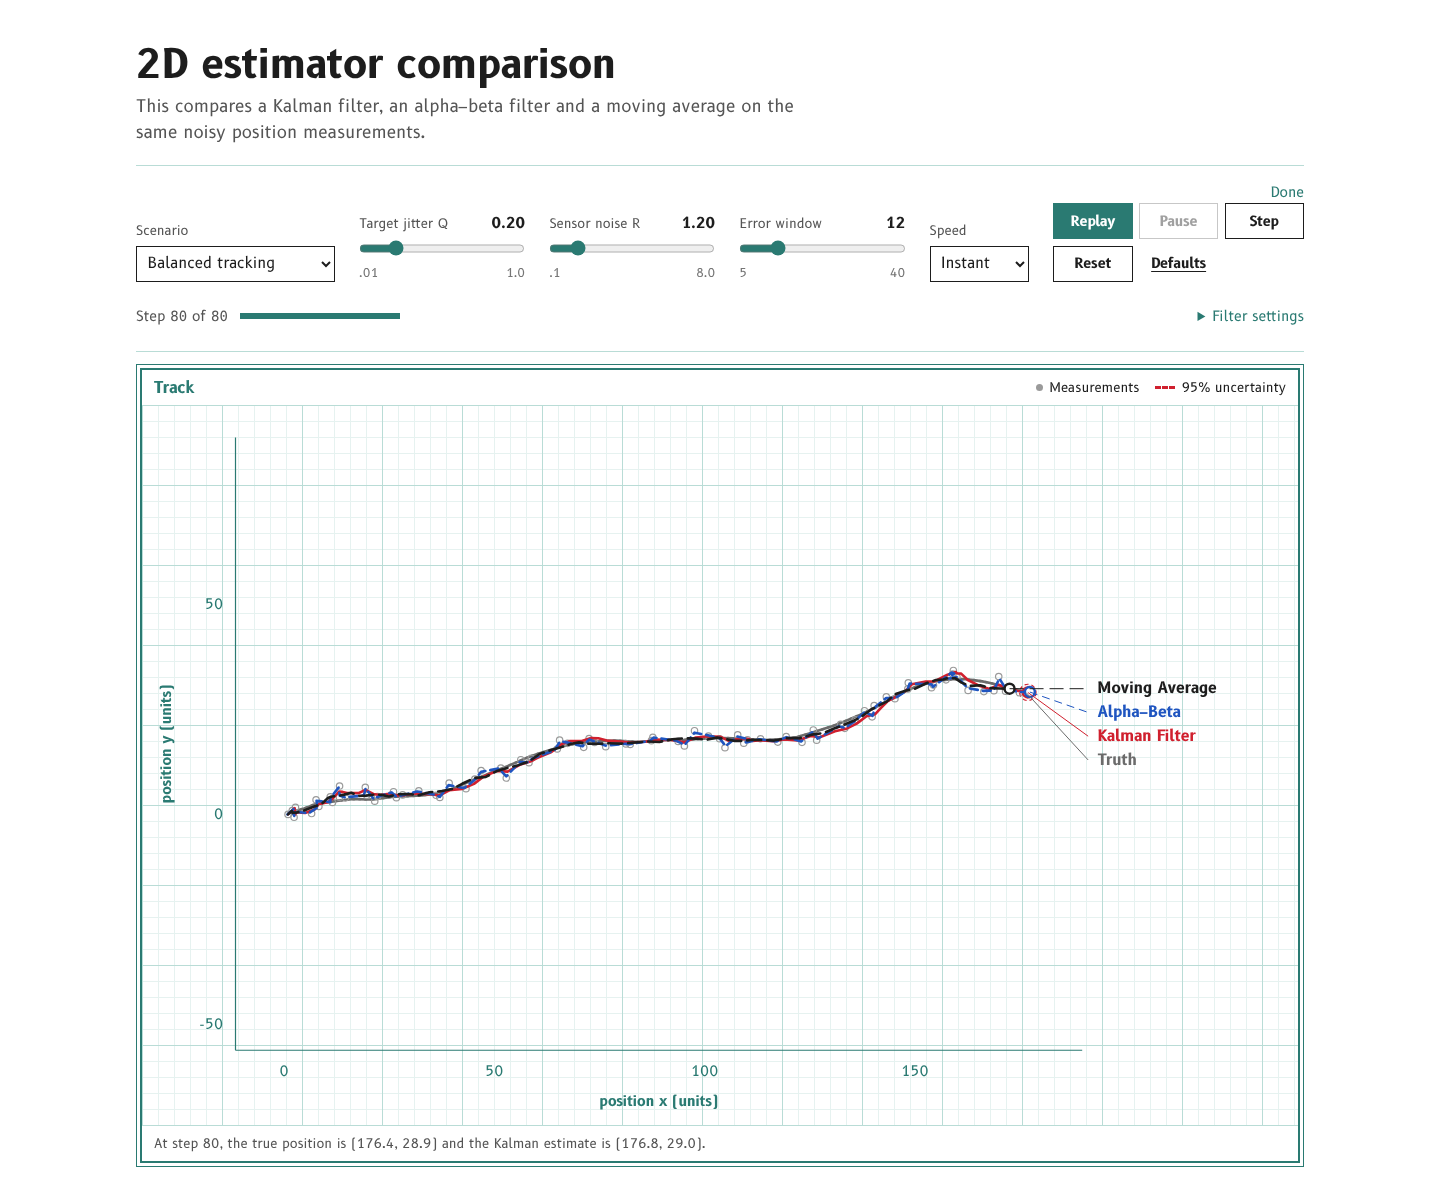 2D estimator comparison
This compares a Kalman filter, an alpha–beta filter and a moving average on the
same noisy position measurements.
Done
Scenario
Target jitter Q 0.20
Sensor noise R 1.20
Error window 12
Speed
Replay Pause Step
Balanced tracking
.01 1.0
.1 8.0
5 40
Instant
Reset Defaults
Step 80 of 80
▶ Filter settings
Track
Measurements 95% uncertainty
50
0
-50
position y (units)
Moving Average
Alpha–Beta
Kalman Filter
Truth
0 50 100 150
position x (units)
At step 80, the true position is (176.4, 28.9) and the Kalman estimate is (176.8, 29.0).